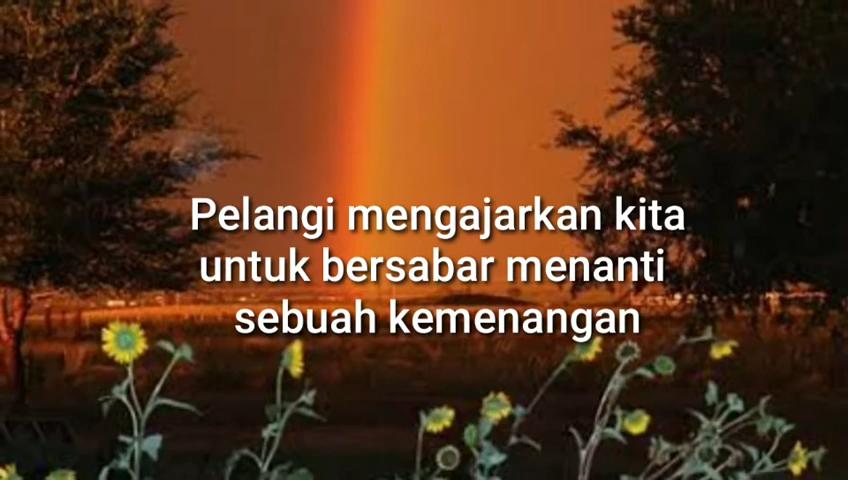 Pelangi mengajarkan kita
untuk bersabar menanti
sebuah kemenangan